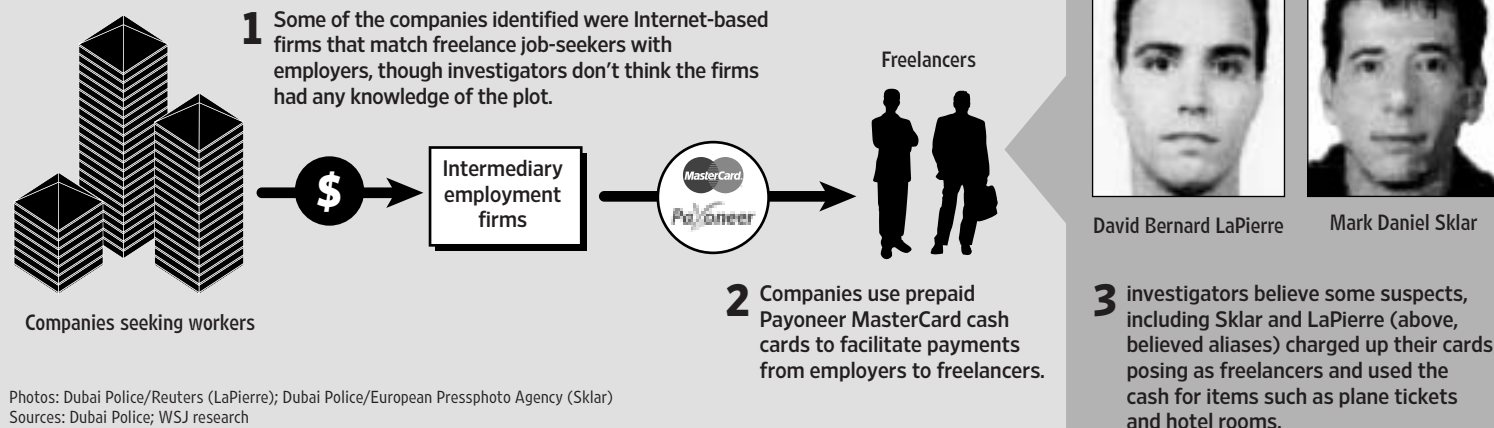 1 Some of the companies identified were Internet-based
firms that match freelance job-seekers with
employers, though investigators don't think the firms
had any knowledge of the plot.
Companies seeking workers
$
Intermediary
employment
firms
MasterCard
Payoneer
Freelancers
2 Companies use prepaid
Payoneer MasterCard cash
cards to facilitate payments
from employers to freelancers.
David Bernard LaPierre
Mark Daniel Sklar
3 investigators believe some suspects,
including Sklar and LaPierre (above,
believed aliases) charged up their cards
posing as freelancers and used the
cash for items such as plane tickets
and hotel rooms.
Photos: Dubai Police/Reuters (LaPierre); Dubai Police/European Pressphoto Agency (Sklar)
Sources: Dubai Police; WSJ research